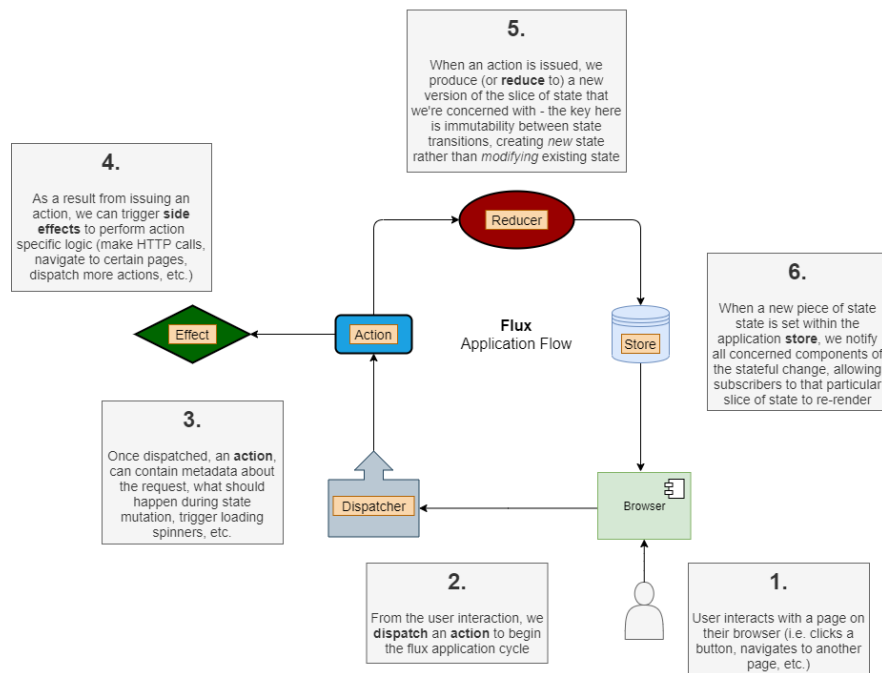 5.
When an action is issued, we
produce (or reduce to) a new
version of the slice of state that
we're concerned with - the key here
is immutability between state
transitions, creating new state
rather than modifying existing state
4.
As a result from issuing an
action, we can trigger side
effects to perform action
specific logic (make HTTP calls,
navigate to certain pages,
dispatch more actions, etc.)
Reducer
6.
When a new piece of state
state is set within the
application store, we notify
all concerned components of
the stateful change, allowing
subscribers to that particular
slice of state to re-render
Effect
Action
Flux
Application Flow
Store
3.
Once dispatched, an action,
can contain metadata about
the request, what should
happen during state
mutation, trigger loading
spinners, etc.
Dispatcher
Browser
2.
From the user interaction, we
dispatch an action to begin
the flux application cycle
1.
User interacts with a page on
their browser (i.e. clicks a
button, navigates to another
page, etc.)